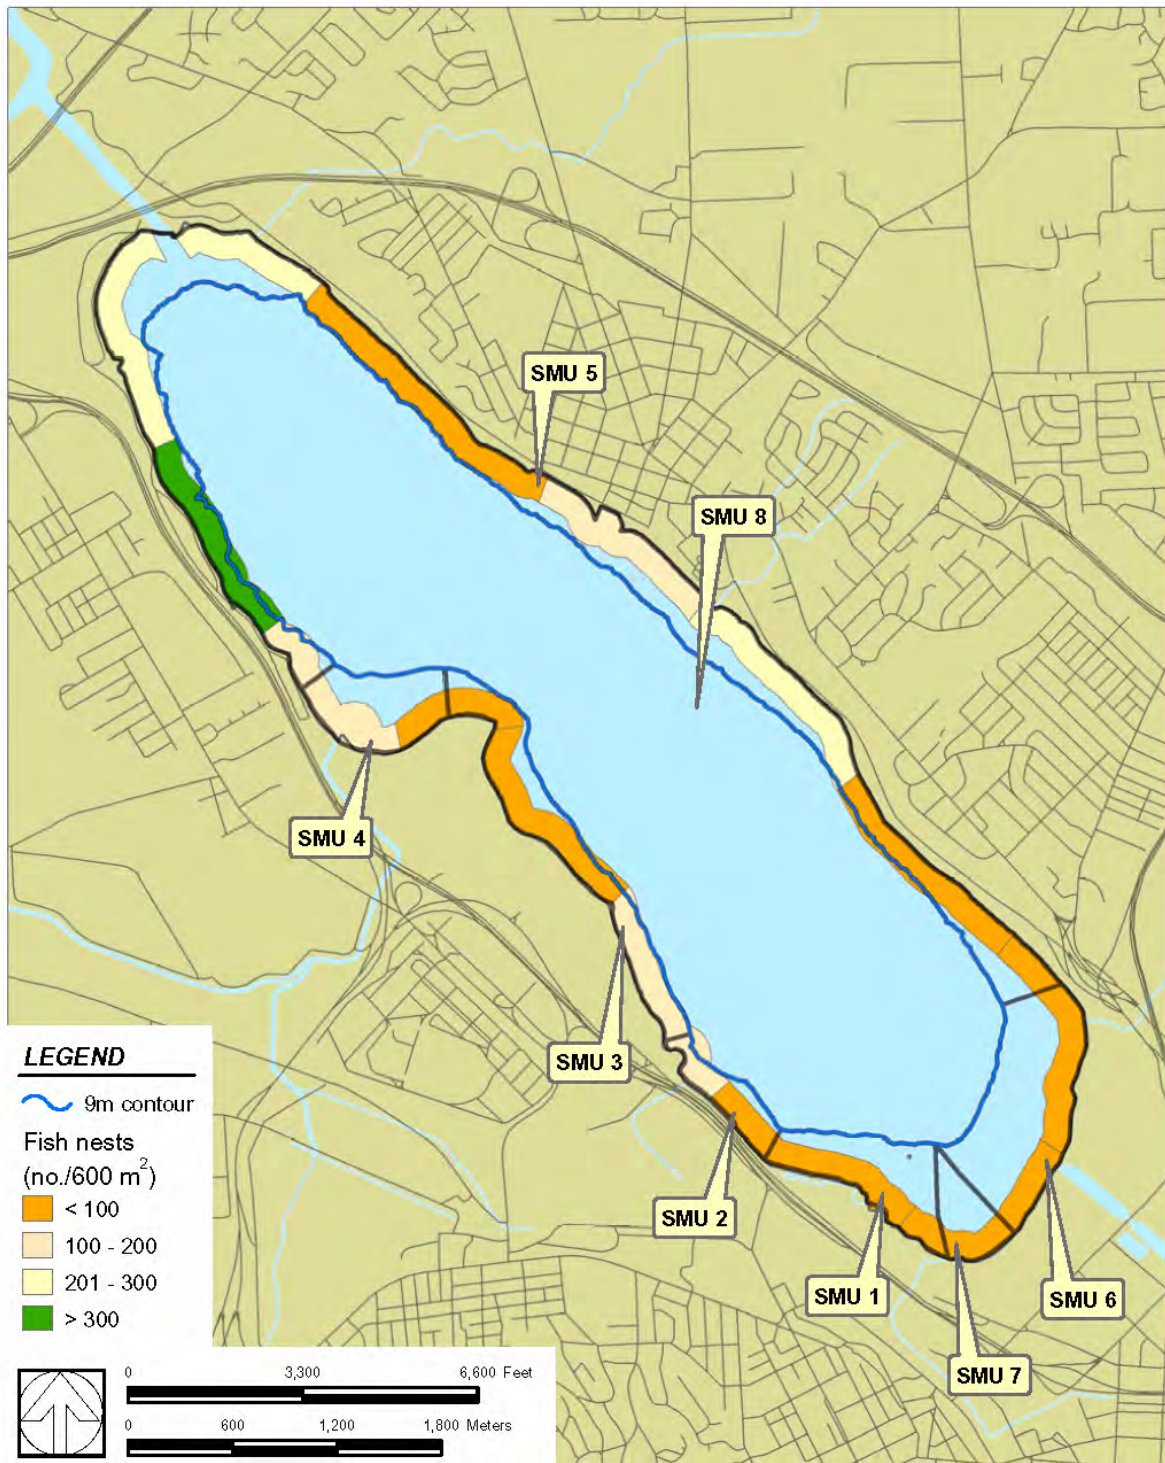 SMU 5
SMU 8
SMU 4
SMU 3
SMU 2
SMU 1
SMU 6
SMU 7
LEGEND
9m contour
Fish nests
(no./600 m²)
< 100
100 - 200
201 - 300
> 300
0 3,300 6,600 Feet
0 600 1,200 1,800 Meters